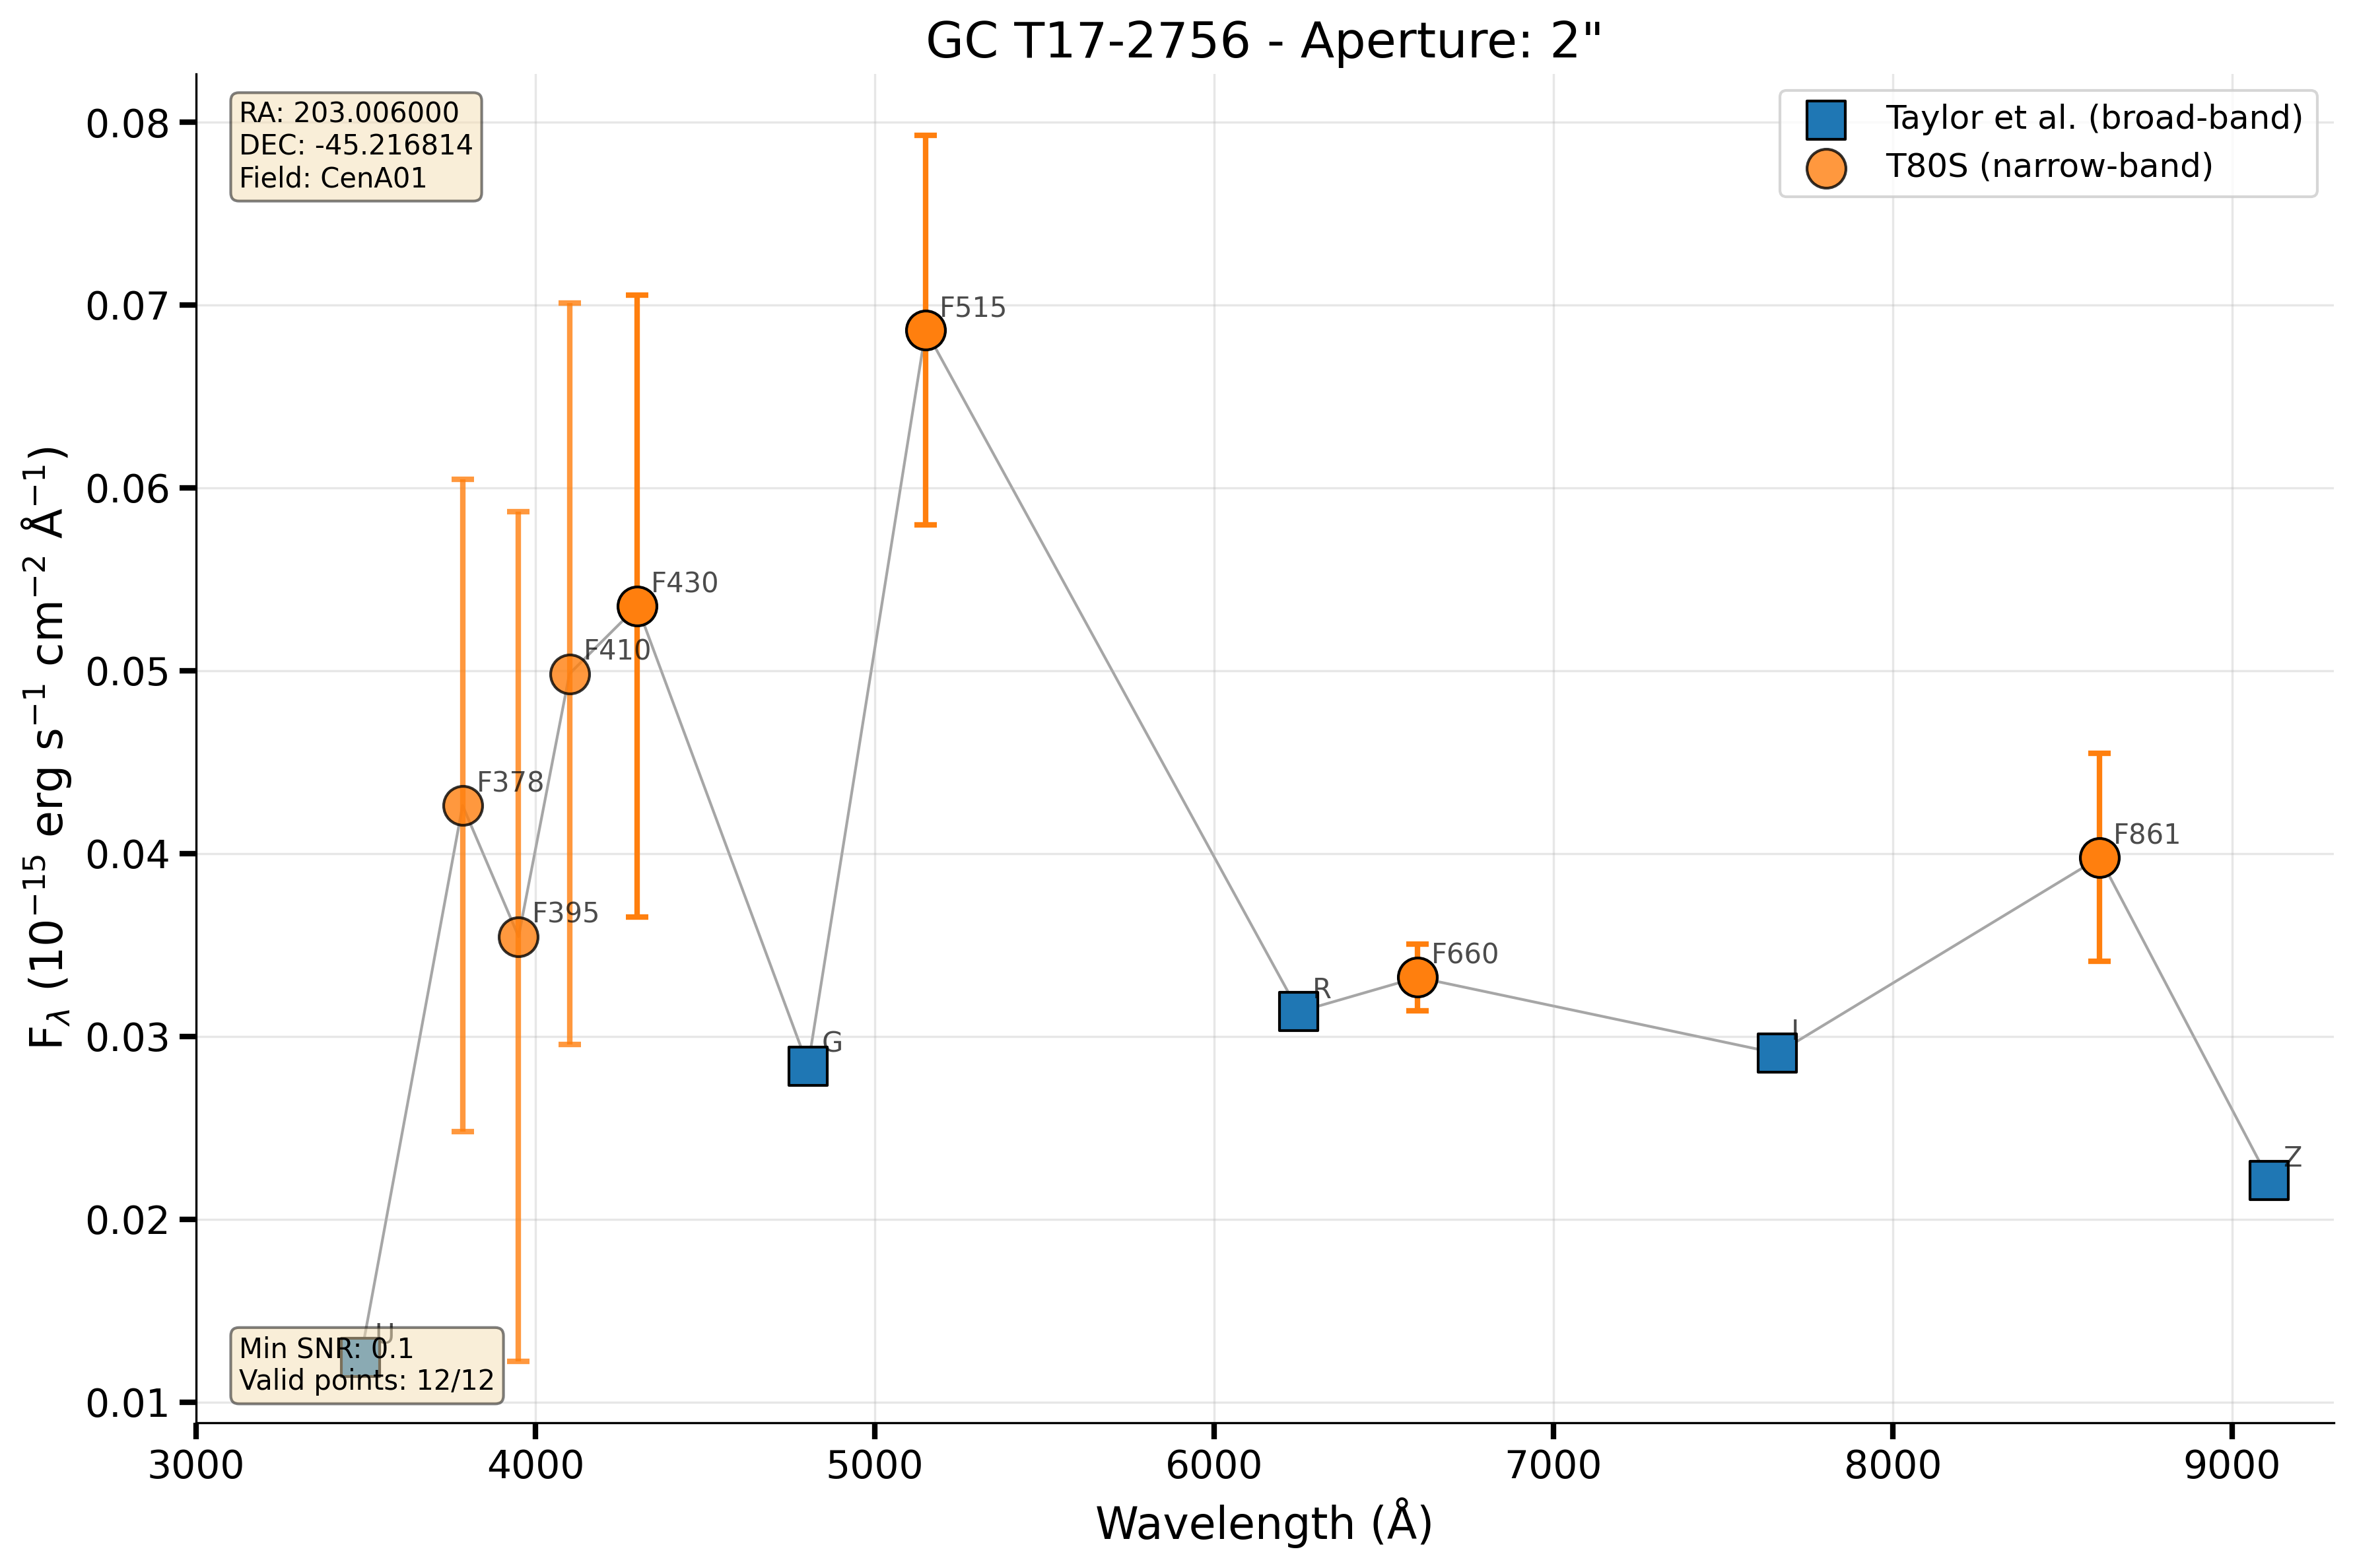 GC T17-2756 - Aperture: 2"
RA: 203.006000
DEC: -45.216814
Field: CenA01
Taylor et al. (broad-band)
T80S (narrow-band)
0.08
0.07
0.06
0.05
0.04
0.03
0.02
0.01
F_λ (10⁻¹⁵ erg s⁻¹ cm⁻² Å⁻¹)
F515
F430
F410
F378
F395
F861
F660
R
I
G
Z
U
Min SNR: 0.1
Valid points: 12/12
3000 4000 5000 6000 7000 8000 9000
Wavelength (Å)